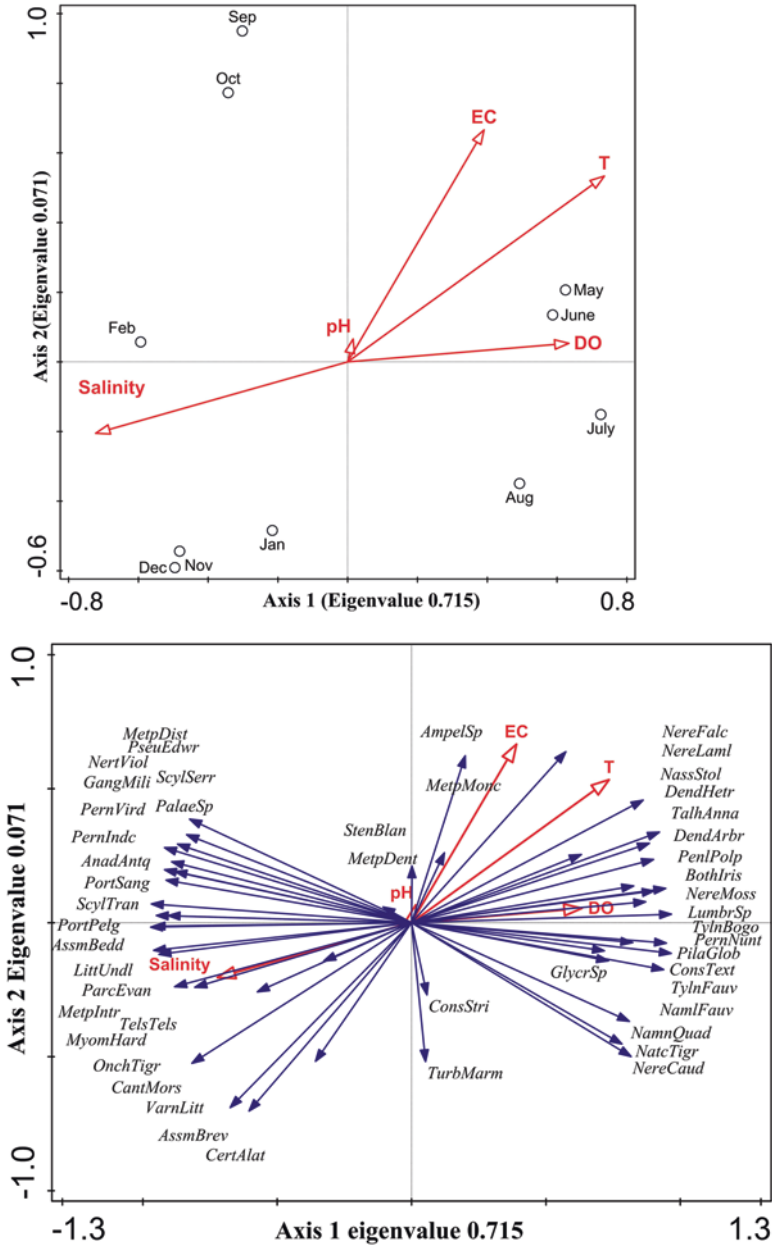 1.0
Sep
Oct
EC
T
May
June
pH
DO
Feb
Salinity
July
Aug
Jan
Dec
Nov
Axis 2(Eigenvalue 0.071)
-0.6
-0.8
Axis 1 (Eigenvalue 0.715)
0.8
1.0
MetpDist
PseuEdwr
NertViol
GangMili
ScylSerr
PernVird
PalaeSp
PernIndc
AnadAntq
PortSang
ScylTran
PortPelg
AssmBedd
LittUndl
Salinity
ParcEvan
MetpIntr
TelsTels
MyomHard
OnchTigr
CantMors
VarnLitt
AssmBrev
CertAlat
AmpelSp
EC
MetpMonc
StenBlan
MetpDent
pH
T
NereFalc
NereLaml
NassStol
DendHetr
TalhAnna
DendArbr
PenlPolp
BothIris
NereMoss
DO
LumbrSp
TylnBogo
PernNunt
PilaGlob
GlycrSp
ConsText
TylnFauv
NamlFauv
NamnQuad
NatcTigr
NereCaud
ConsStri
TurbMarm
Axis 2 Eigenvalue 0.071
-1.0
-1.3
Axis 1 eigenvalue 0.715
1.3